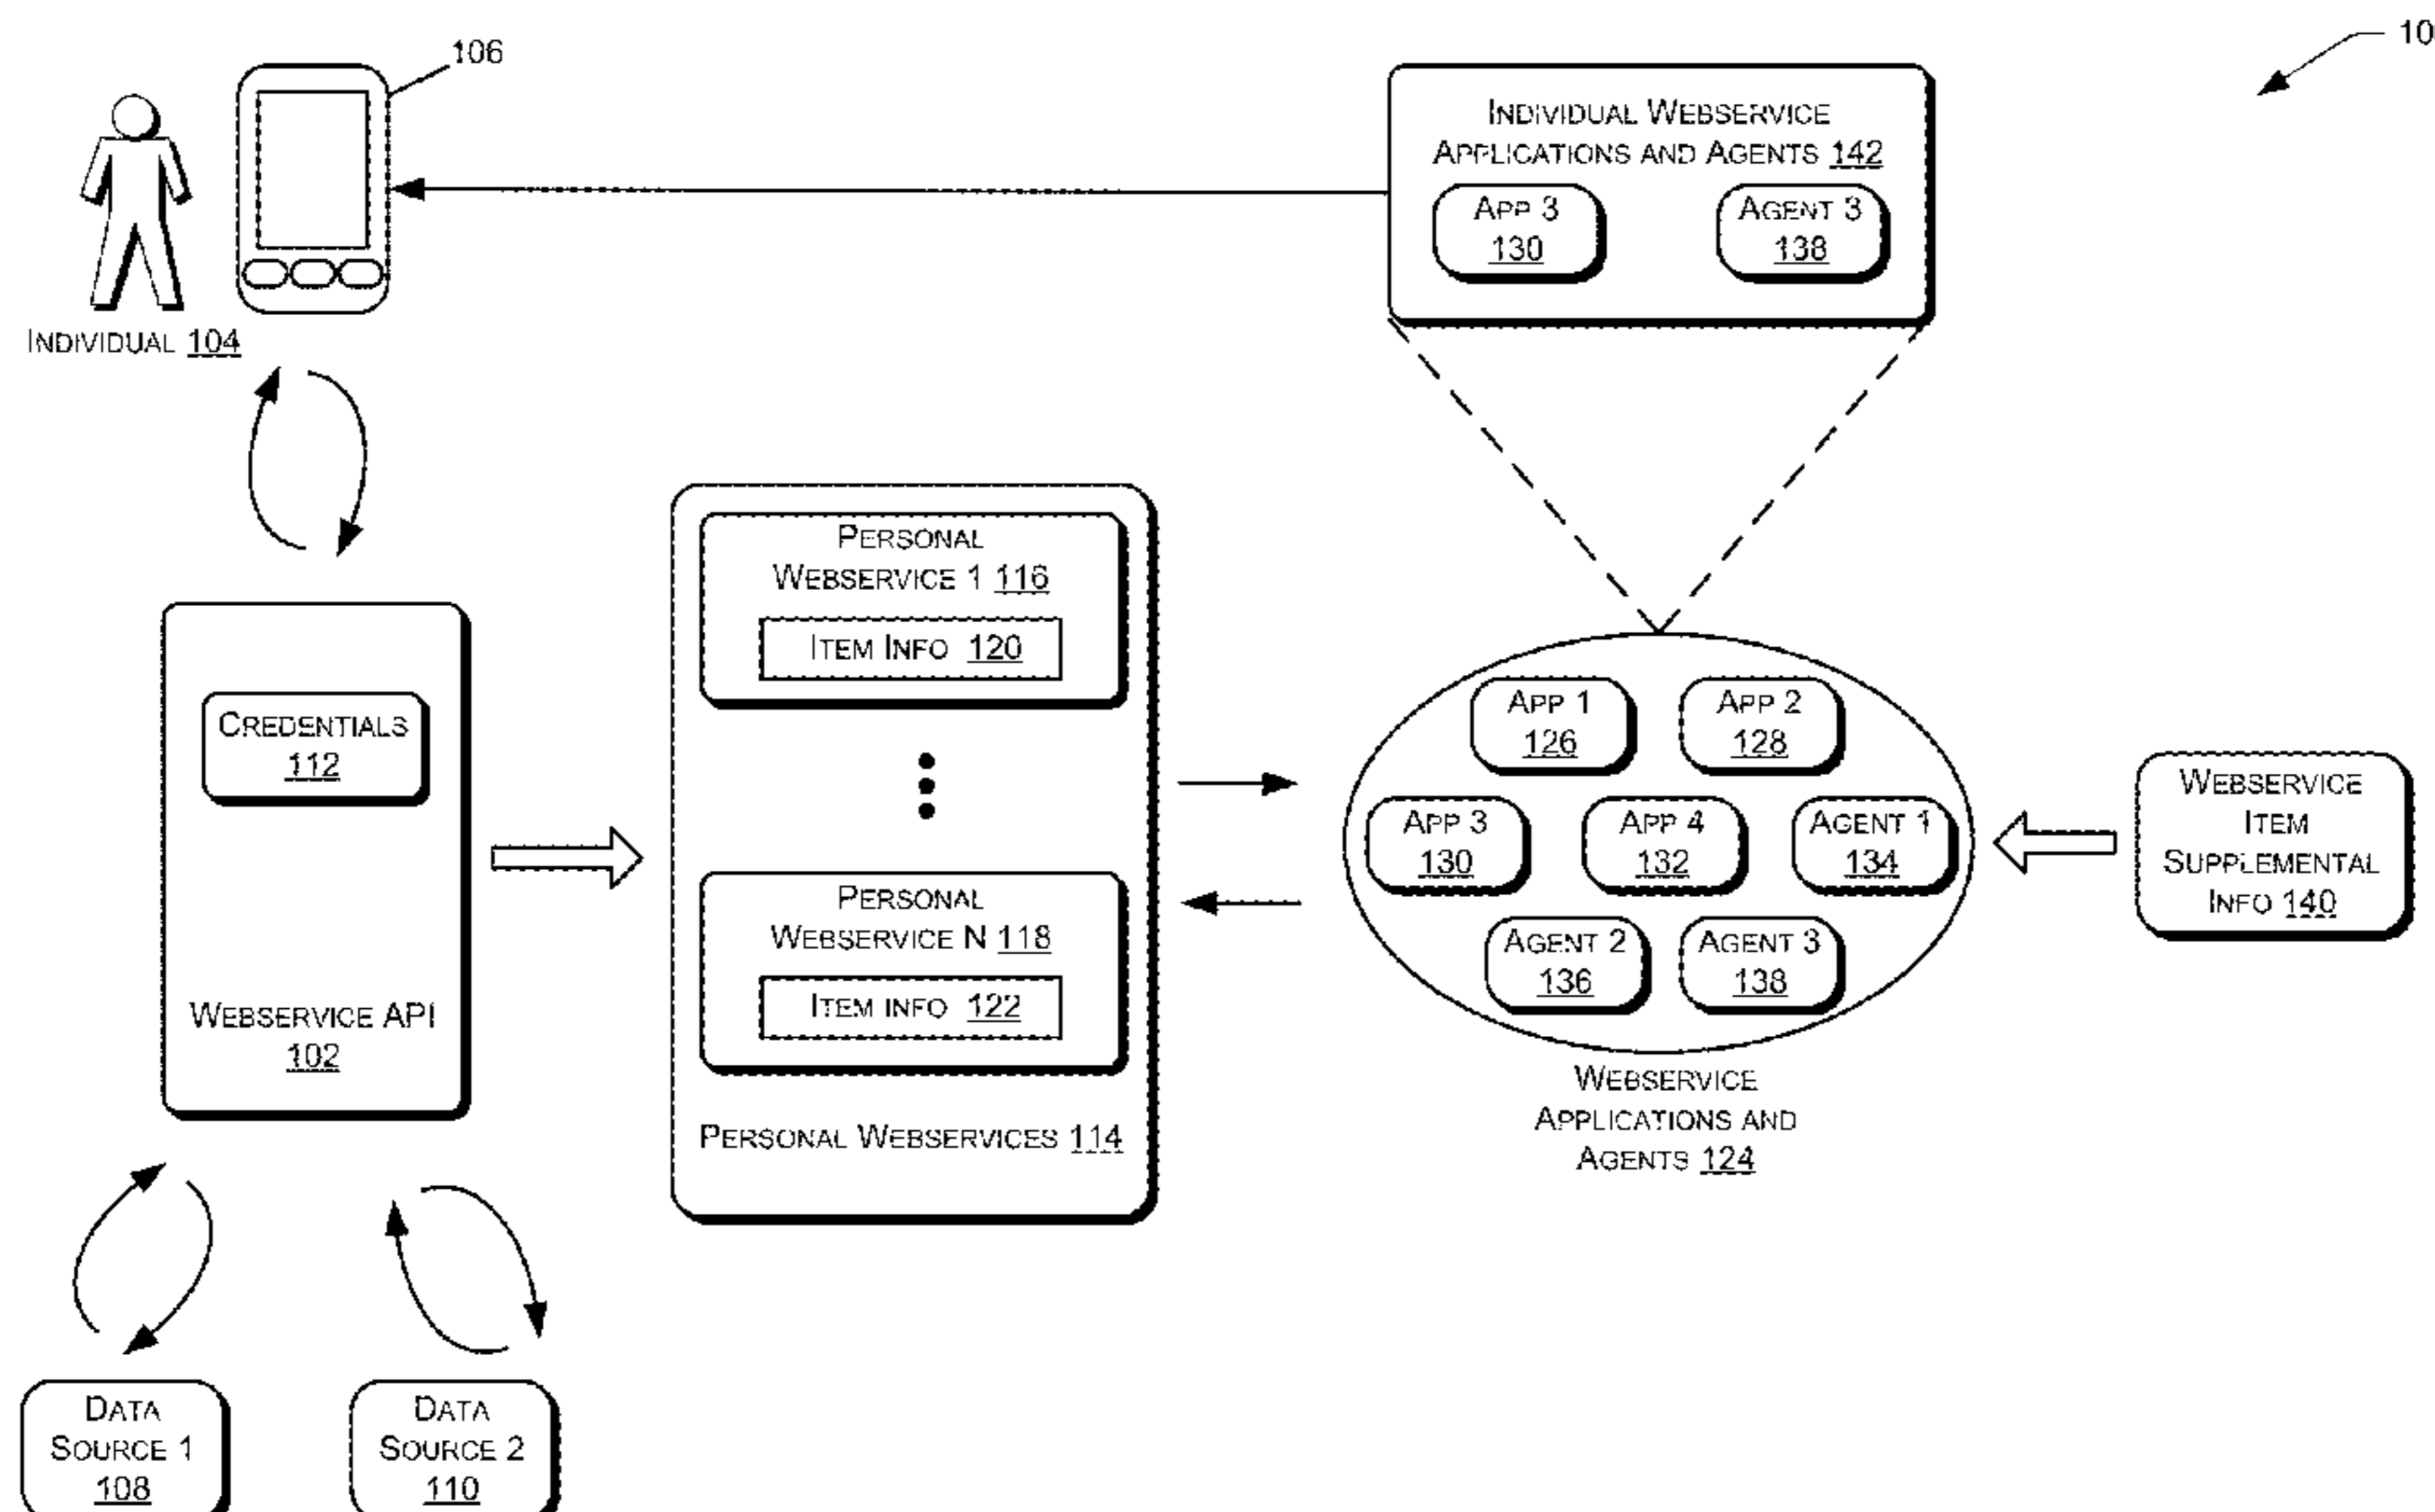 10
106
INDIVIDUAL WEBSERVICE
APPLICATIONS AND AGENTS 142
APP 3
130
AGENT 3
138
INDIVIDUAL 104
PERSONAL
WEBSERVICE 1 116
ITEM INFO 120
CREDENTIALS
112
WEBSERVICE API
102
PERSONAL
WEBSERVICE N 118
ITEM INFO 122
PERSONAL WEBSERVICES 114
APP 1
126
APP 2
128
APP 3
130
APP 4
132
AGENT 1
134
AGENT 2
136
AGENT 3
138
WEBSERVICE
APPLICATIONS AND
AGENTS 124
WEBSERVICE
ITEM
SUPPLEMENTAL
INFO 140
DATA
SOURCE 1
108
DATA
SOURCE 2
110